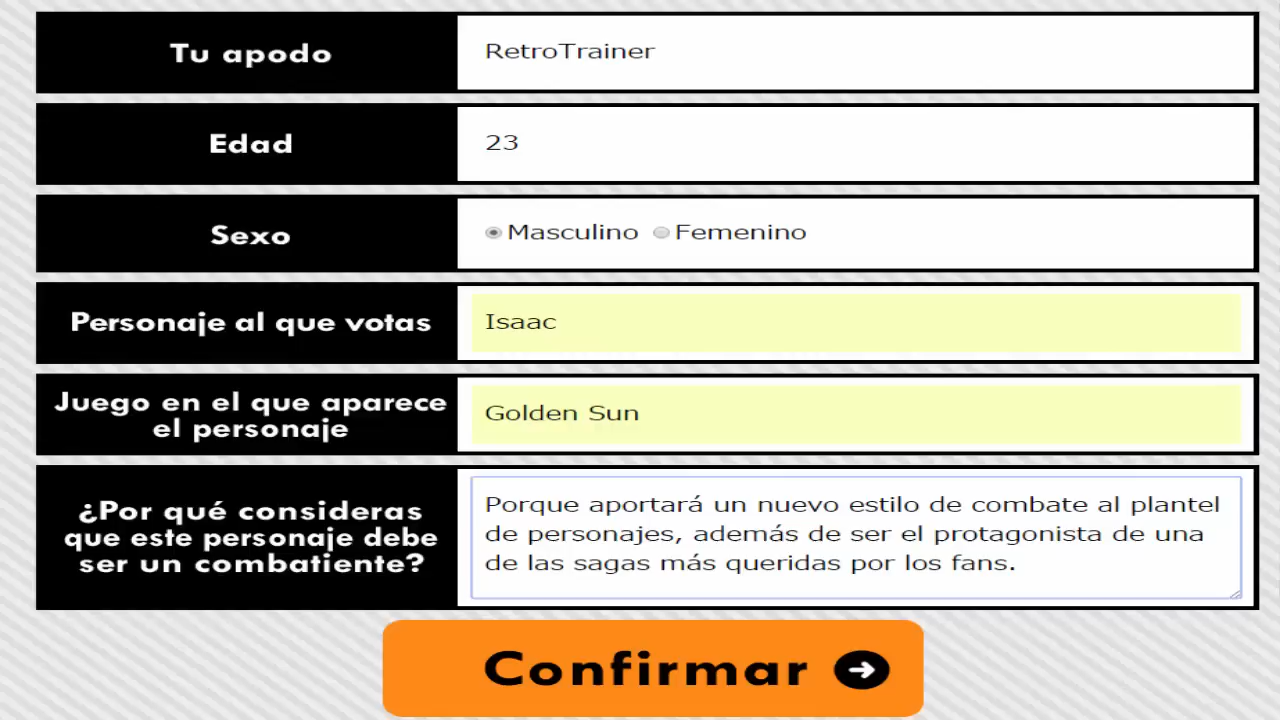 Tu apodo
RetroTrainer
Edad
23
Sexo
Masculino Femenino
Personaje al que votas
Isaac
Juego en el que aparece
el personaje
Golden Sun
¿Por qué consideras
que este personaje debe
ser un combatiente?
Porque aportará un nuevo estilo de combate al plantel
de personajes, además de ser el protagonista de una
de las sagas más queridas por los fans.
Confirmar